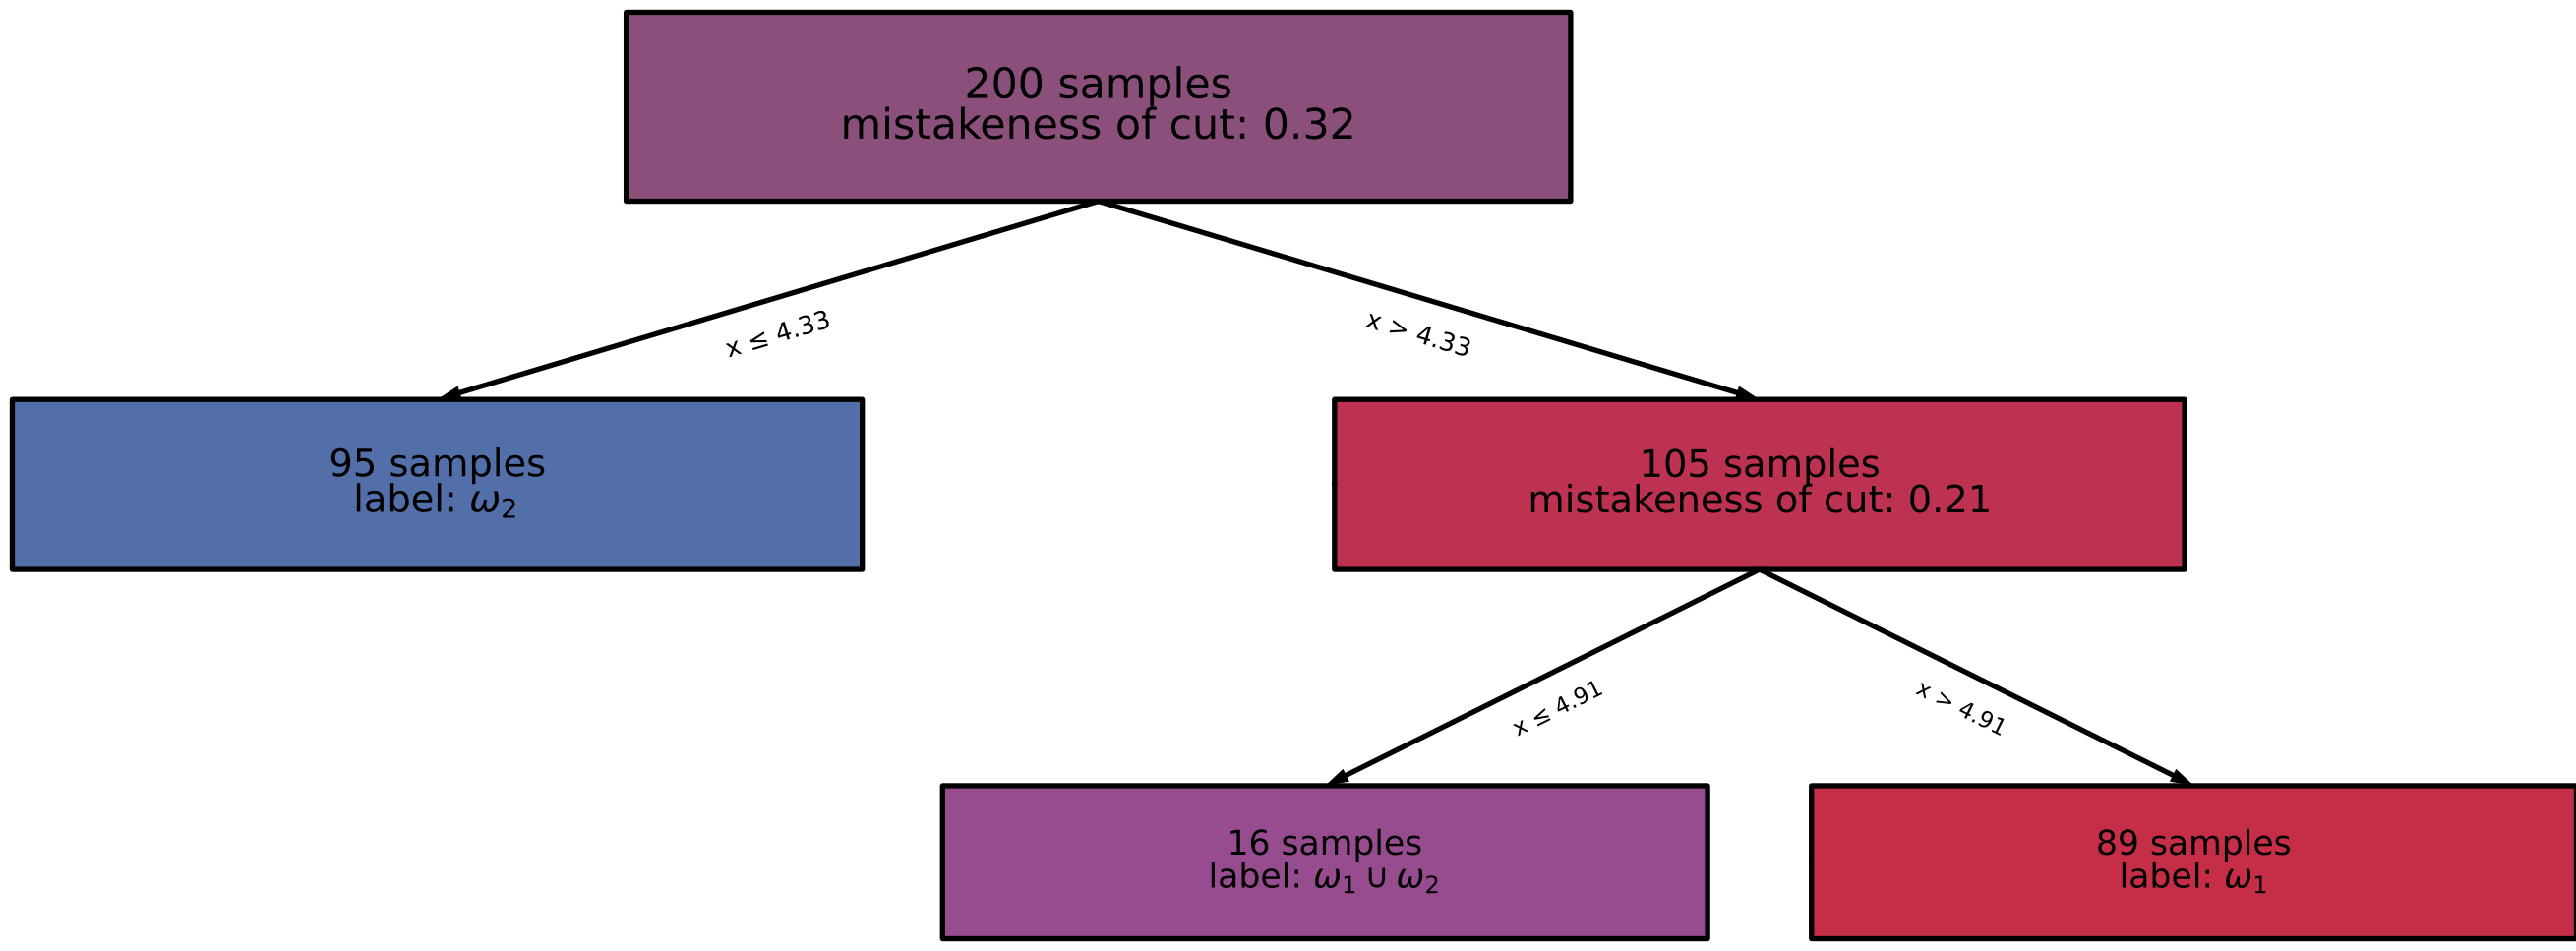 200 samples
mistakeness of cut: 0.32
x ≤ 4.33
x > 4.33
95 samples
label: ω₂
105 samples
mistakeness of cut: 0.21
x ≤ 4.91
x > 4.91
16 samples
label: ω₁ ∪ ω₂
89 samples
label: ω₁